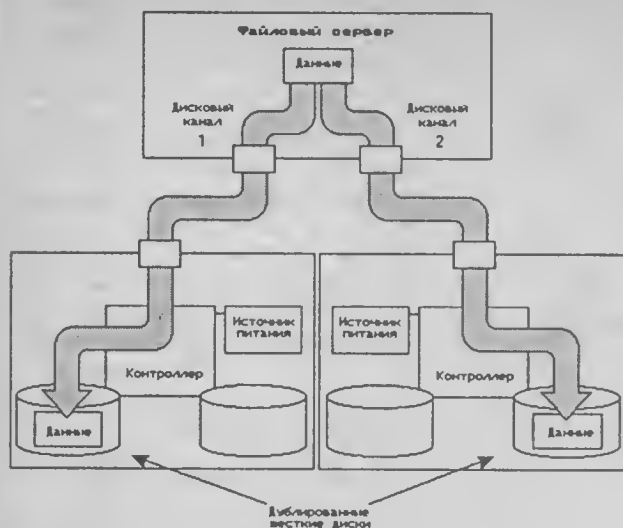 Файловый сервер
Данные
Дисковый
канал
1
Дисковый
канал
2
Источник
питания
Контроллер
Данные
Источник
питания
Контроллер
Данные
Дублированные
жесткие диски